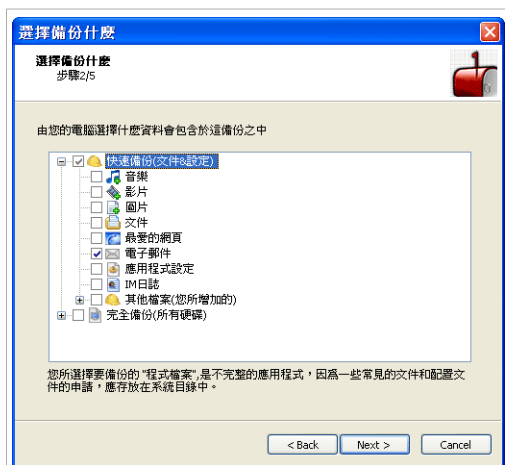 選擇備份什麼
選擇備份什麼
步驟2/5
由您的電腦選擇什麼資料會包含於這備份之中
快速備份(文件&設定)
音樂
影片
圖片
文件
最愛的網頁
電子郵件
應用程式設定
IM日誌
其他檔案(您所增加的)
完全備份(所有硬碟)
您所選擇要備份的 "程式檔案",是不完整的應用程式，因為一些常見的文件和配置文
件的申請，應存放在系統目錄中。
< Back
Next >
Cancel